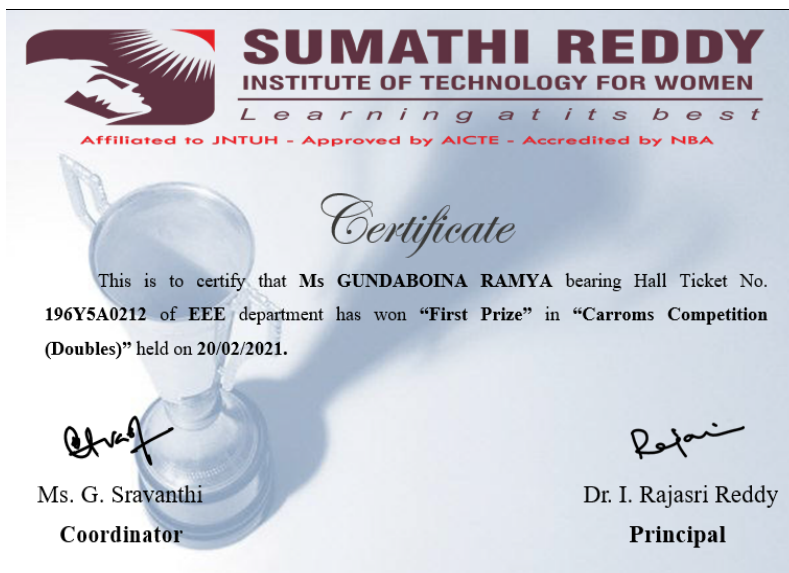 SUMATHI REDDY
INSTITUTE OF TECHNOLOGY FOR WOMEN
Learning at its best
Affiliated to JNTUH - Approved by AICTE - Accredited by NBA
Certificate
This is to certify that Ms GUNDABOINA RAMYA bearing Hall Ticket No.
196Y5A0212 of EEE department has won “First Prize” in “Carroms Competition
(Doubles)” held on 20/02/2021.
Ms. G. Sravanthi
Dr. I. Rajasri Reddy
Coordinator
Principal